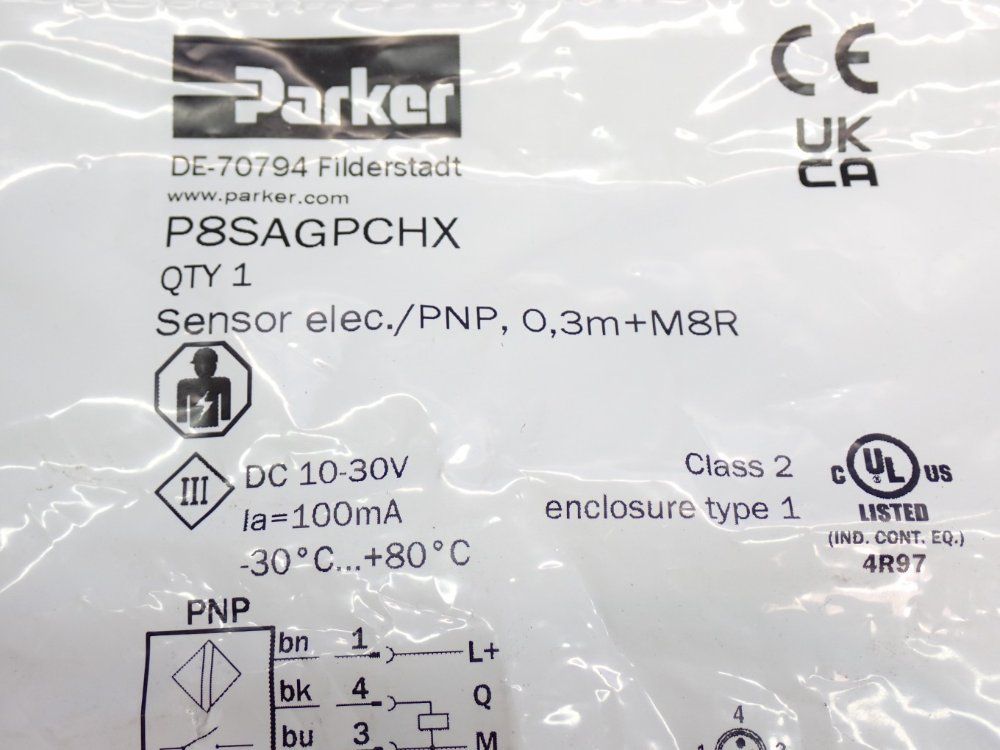 Parker
DE-70794 Filderstadt
www.parker.com
P8SAGPCHX
QTY 1
Sensor elec./PNP, 0,3m+M8R
CE
UK
CA
III
DC 10-30V
Ia=100mA
-30°C...+80°C
Class 2
enclosure type 1
C UL US
®
LISTED
(IND. CONT. EQ.)
4R97
PNP
bn 1 L+
bk 4 Q
bu 3 M
4
1